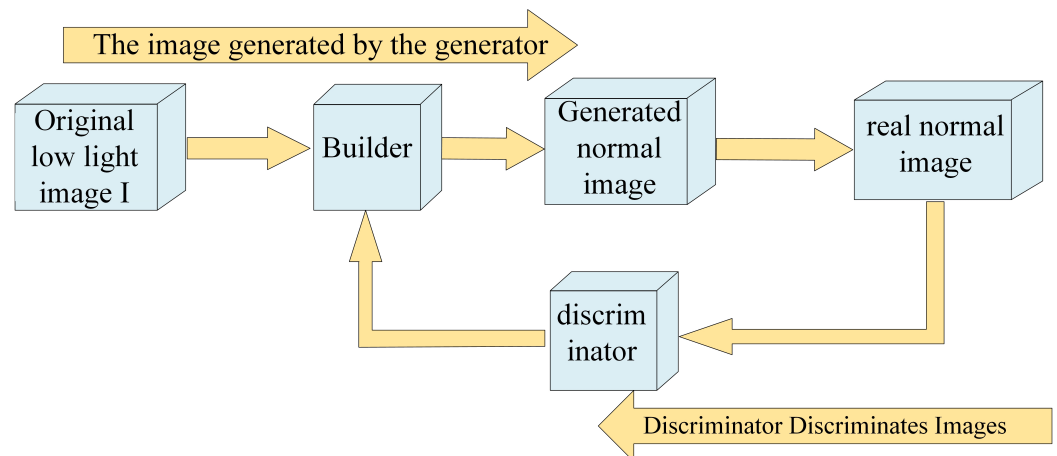 The image generated by the generator
Original
low light
image I
Builder
Generated
normal
image
real normal
image
discrim
inator
Discriminator Discriminates Images